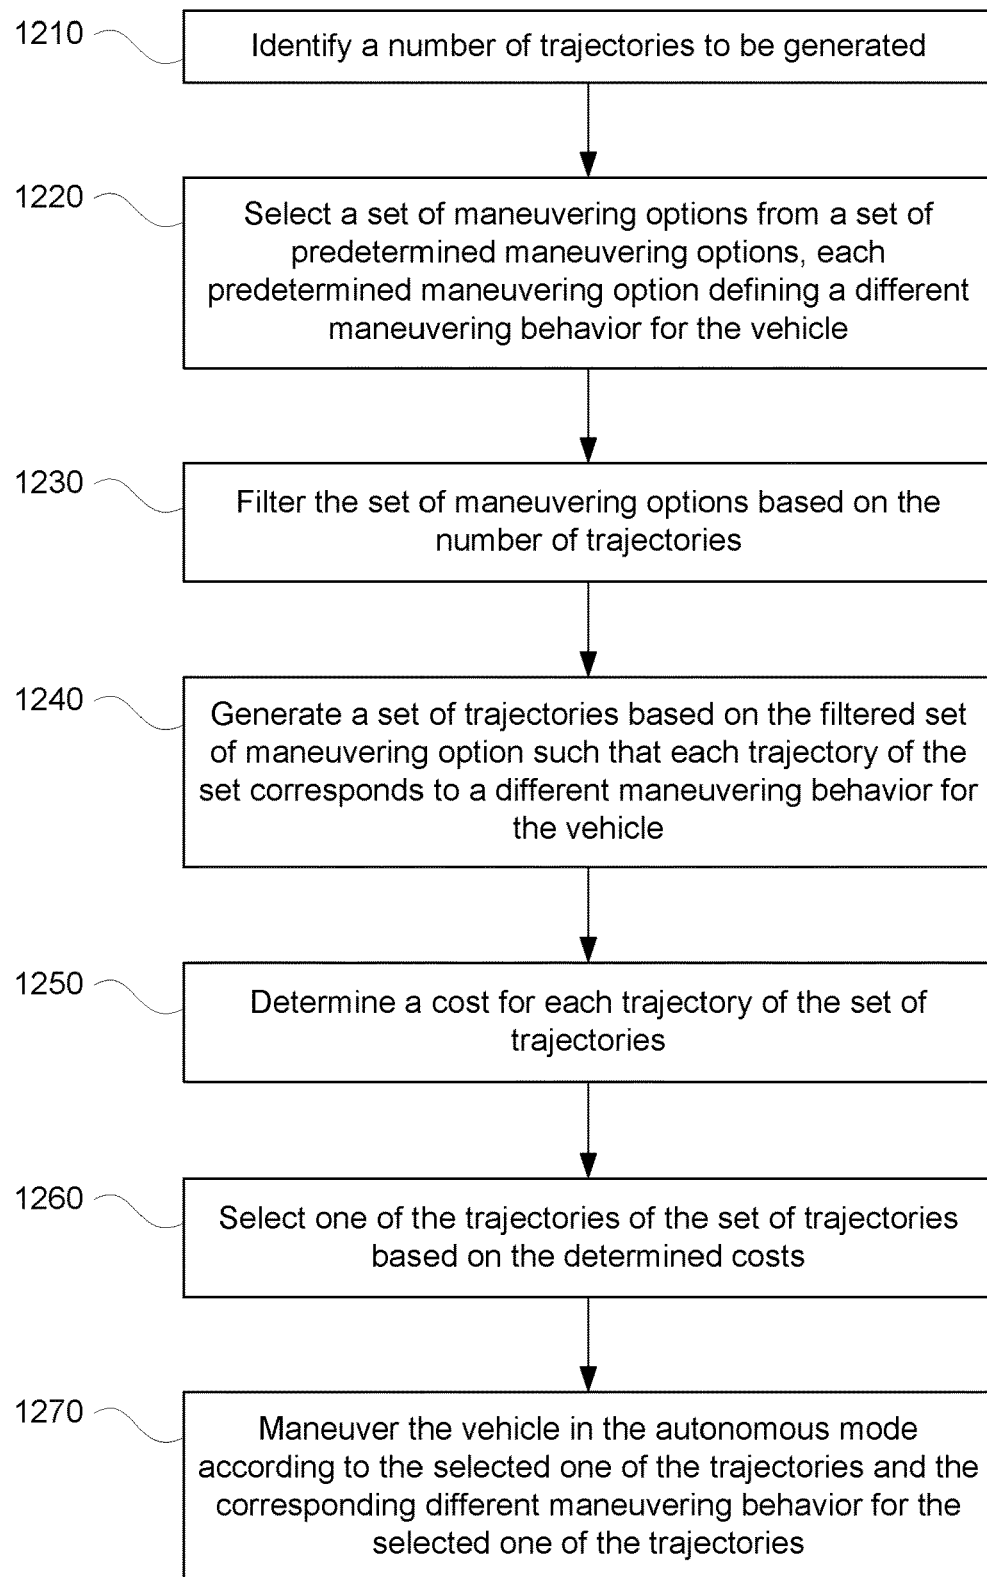 1210
Identify a number of trajectories to be generated
1220
Select a set of maneuvering options from a set of
predetermined maneuvering options, each
predetermined maneuvering option defining a different
maneuvering behavior for the vehicle
1230
Filter the set of maneuvering options based on the
number of trajectories
1240
Generate a set of trajectories based on the filtered set
of maneuvering option such that each trajectory of the
set corresponds to a different maneuvering behavior for
the vehicle
1250
Determine a cost for each trajectory of the set of
trajectories
1260
Select one of the trajectories of the set of trajectories
based on the determined costs
1270
Maneuver the vehicle in the autonomous mode
according to the selected one of the trajectories and the
corresponding different maneuvering behavior for the
selected one of the trajectories